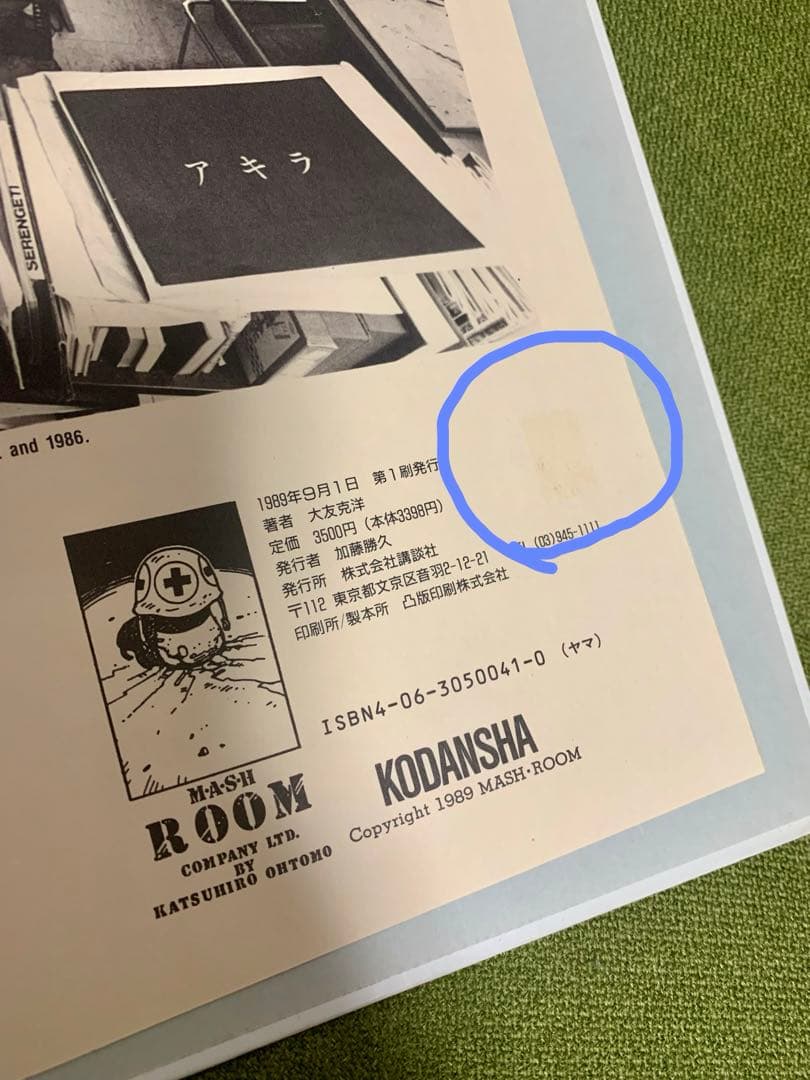 アキラ
SERENGETI
. and 1986.
1989年9月1日 第1刷発行
著者 大友克洋
定価 3500円(本体3398円)
発行者 加藤勝久
発行所 株式会社講談社
〒112 東京都文京区音羽2-12-21 (03)945-1111
印刷所/製本所 凸版印刷株式会社
ISBN4-06-3050041-0 (ヤマ)
M·A·S·H
ROOM
COMPANY LTD.
BY
KATSUHIRO OHTOMO
KODANSHA
Copyright 1989 MASH·ROOM